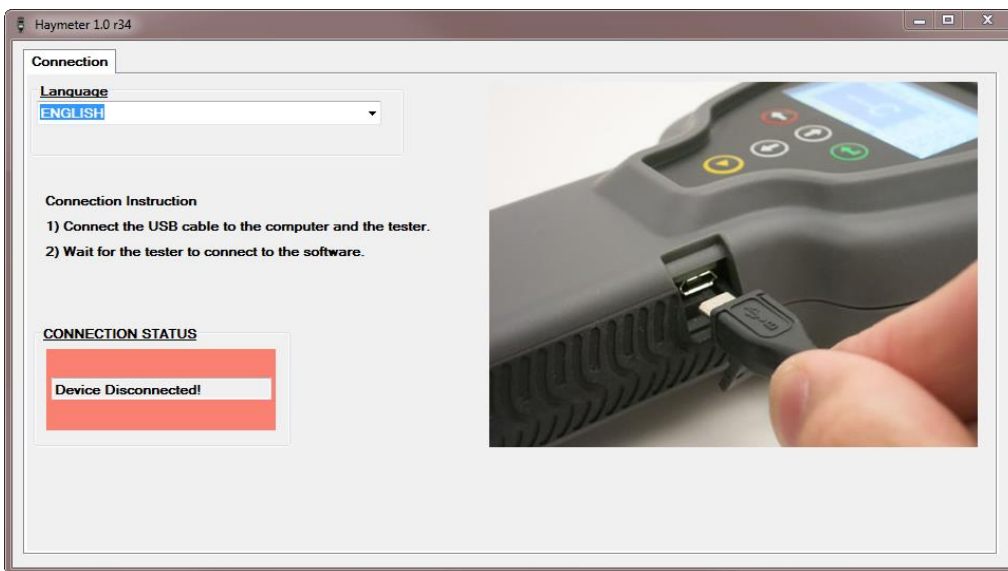 Haymeter 1.0 r34
Connection
Language
ENGLISH
Connection Instruction
1) Connect the USB cable to the computer and the tester.
2) Wait for the tester to connect to the software.
CONNECTION STATUS
Device Disconnected!